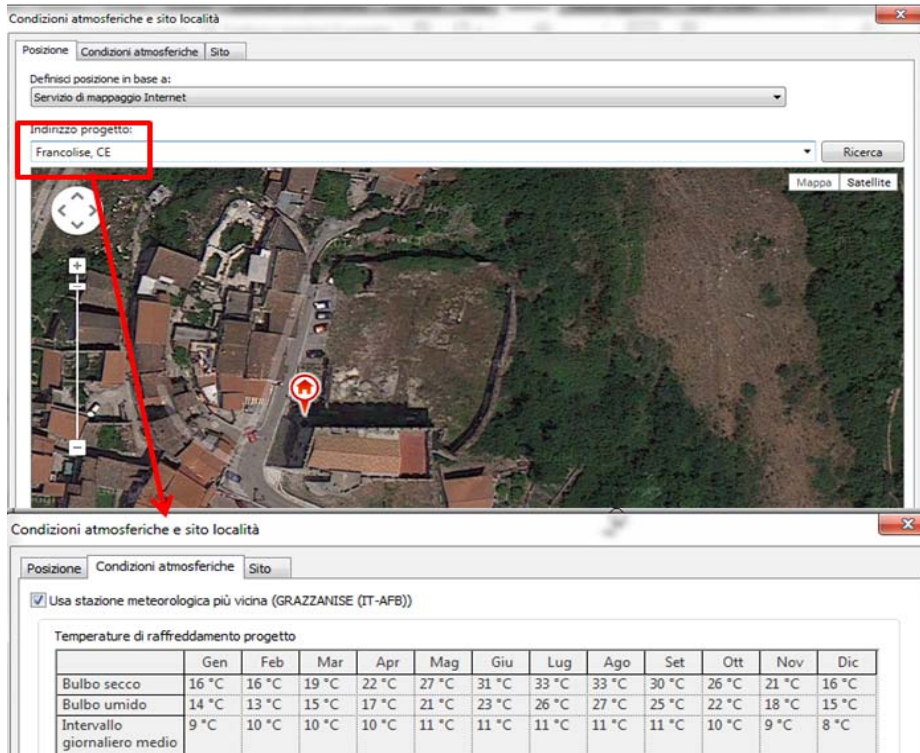 Condizioni atmosferiche e sito località
Posizione Condizioni atmosferiche Sito
Definisci posizione in base a:
Servizio di mappaggio Internet
Indirizzo progetto:
Francolise, CE Ricerca
Mappa Satellite
Condizioni atmosferiche e sito località
Posizione Condizioni atmosferiche Sito
Usa stazione meteorologica più vicina (GRAZZANISE (IT-AFB))
Temperature di raffreddamento progetto
Gen Feb Mar Apr Mag Giu Lug Ago Set Ott Nov Dic
Bulbo secco 16 °C 16 °C 19 °C 22 °C 27 °C 31 °C 33 °C 33 °C 30 °C 26 °C 21 °C 16 °C
Bulbo umido 14 °C 13 °C 15 °C 17 °C 21 °C 23 °C 26 °C 27 °C 25 °C 22 °C 18 °C 15 °C
Intervallo 9 °C 10 °C 10 °C 10 °C 11 °C 11 °C 11 °C 11 °C 11 °C 10 °C 9 °C 8 °C
giornaliero medio